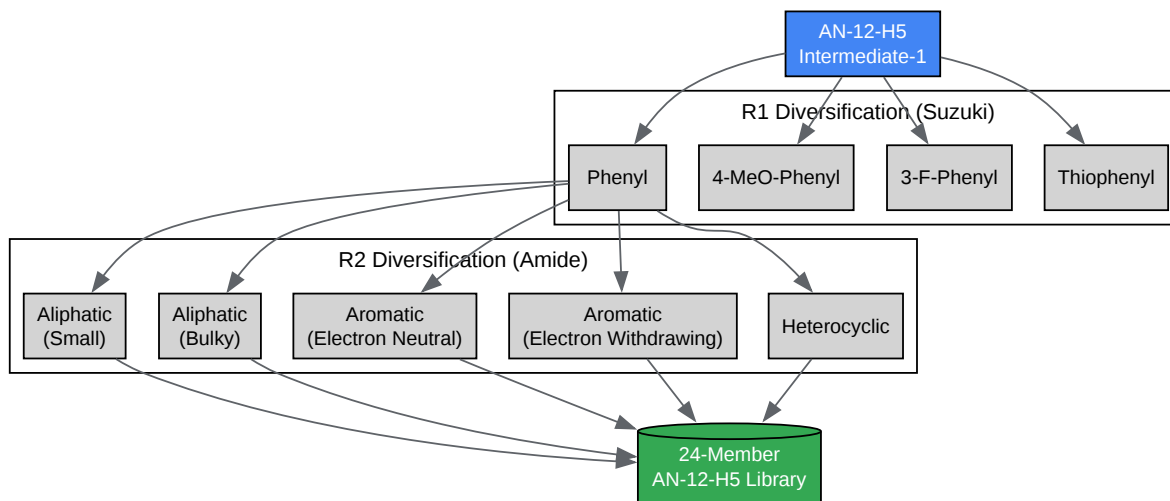 AN-12-H5
Intermediate-1
R1 Diversification (Suzuki)
Phenyl
4-MeO-Phenyl
3-F-Phenyl
Thiophenyl
R2 Diversification (Amide)
Aliphatic
(Small)
Aliphatic
(Bulky)
Aromatic
(Electron Neutral)
Aromatic
(Electron Withdrawing)
Heterocyclic
24-Member
AN-12-H5 Library